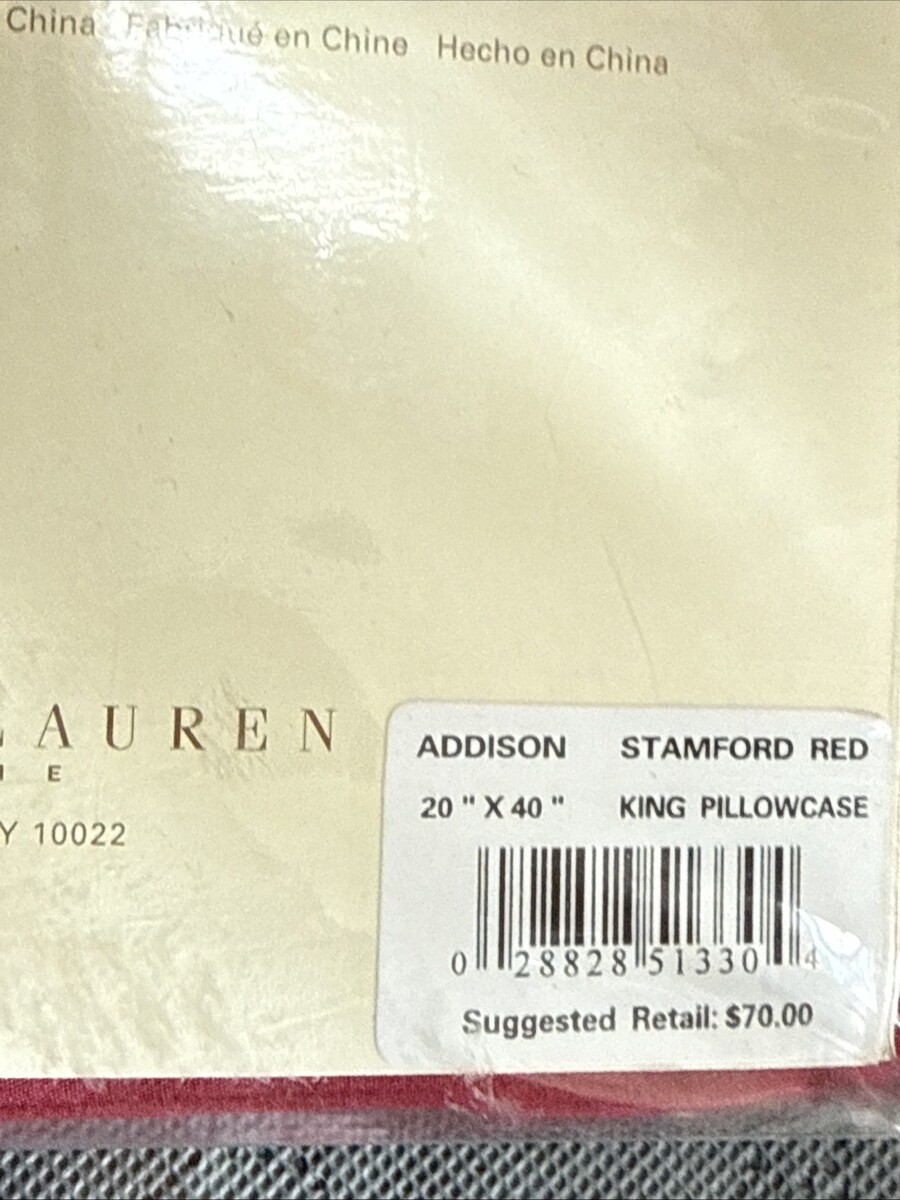 China Fabriqué en Chine Hecho en China
LAUREN
ADDISON STAMFORD RED
E
20 " X 40 " KING PILLOWCASE
Y 10022
0 28828 51330 4
Suggested Retail: $70.00